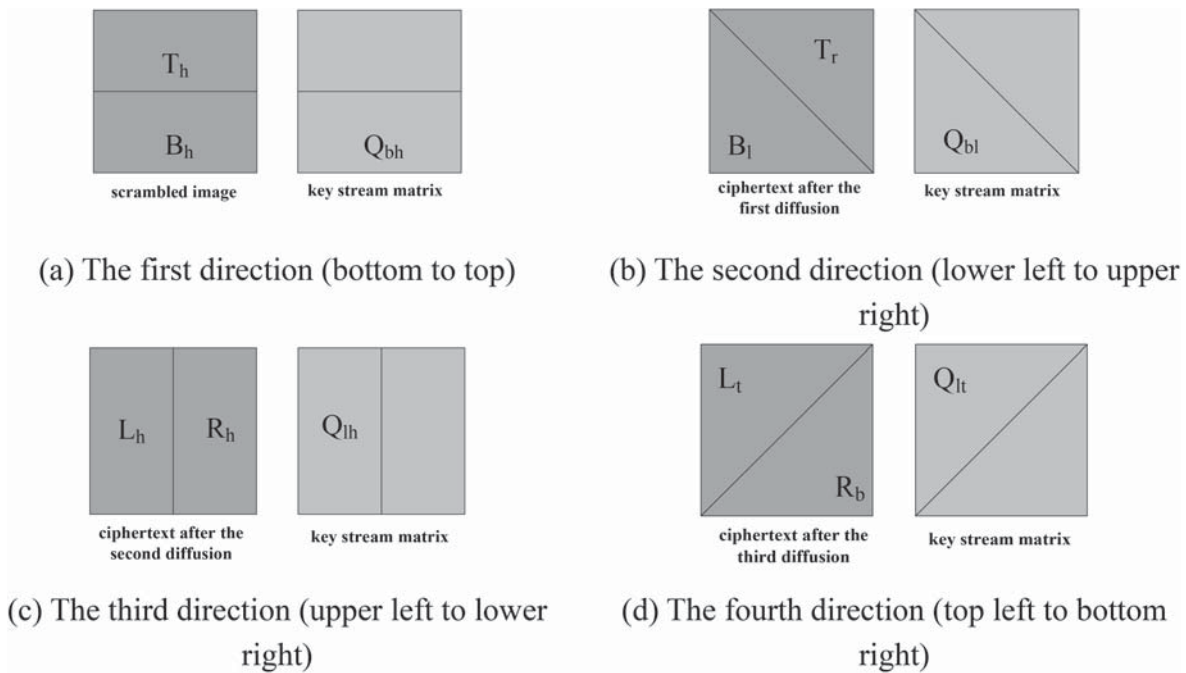 T_h
B_h
scrambled image
Q_bh
key stream matrix
(a) The first direction (bottom to top)
T_r
B_l
ciphertext after the
first diffusion
Q_bl
key stream matrix
(b) The second direction (lower left to upper
right)
L_h R_h
ciphertext after the
second diffusion
Q_lh
key stream matrix
(c) The third direction (upper left to lower
right)
L_t
R_b
ciphertext after the
third diffusion
Q_lt
key stream matrix
(d) The fourth direction (top left to bottom
right)